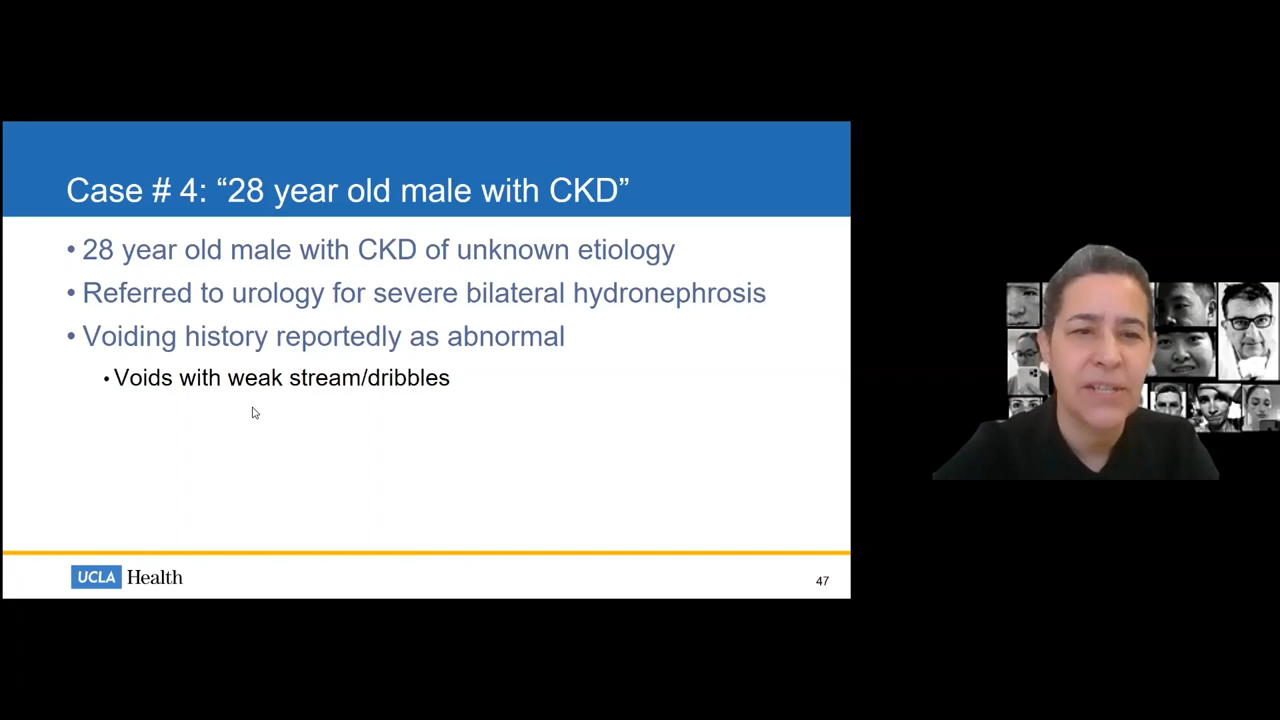 Case # 4: “28 year old male with CKD”
• 28 year old male with CKD of unknown etiology
• Referred to urology for severe bilateral hydronephrosis
• Voiding history reportedly as abnormal
• Voids with weak stream/dribbles
UCLA Health
47